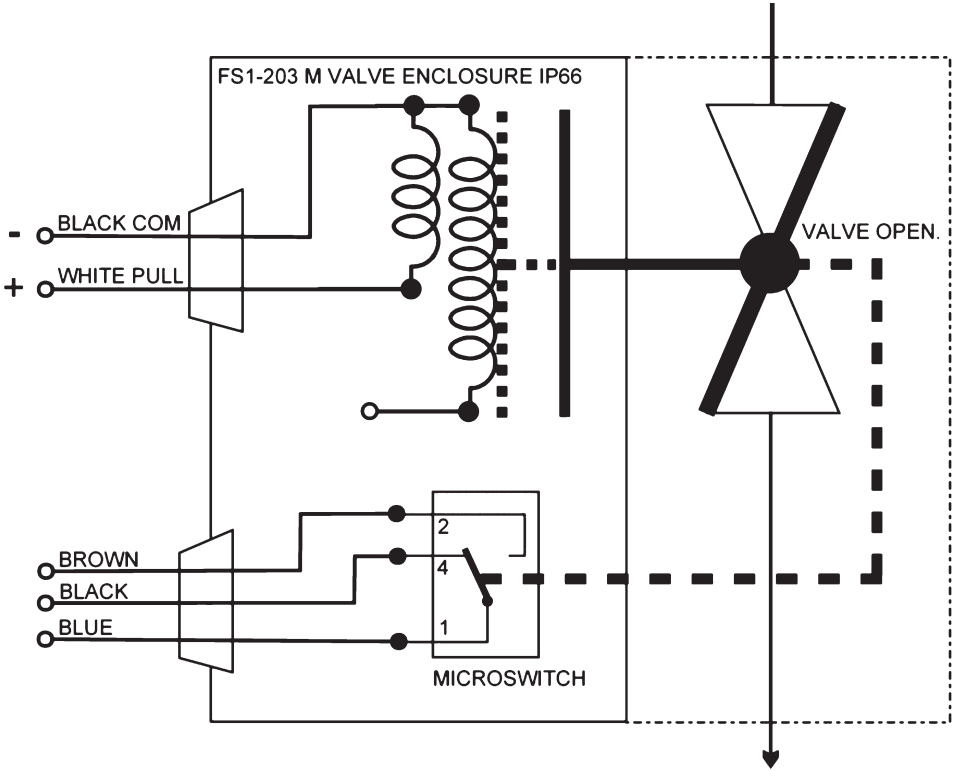 FS1-203 M VALVE ENCLOSURE IP66
- BLACK COM
+ WHITE PULL
VALVE OPEN.
BROWN
BLACK
BLUE
2
4
1
MICROSWITCH